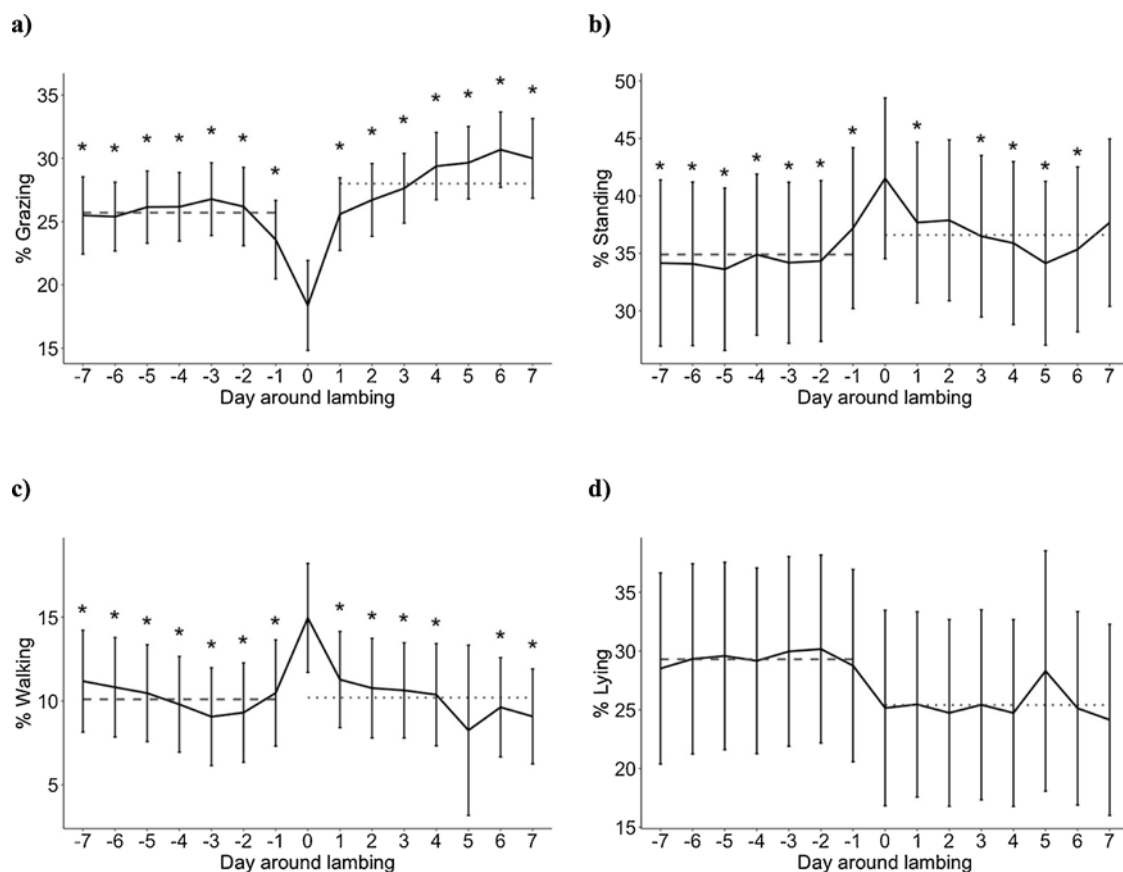 a)
* * * * * * * * * * * * * *
35
30
25
20
15
% Grazing
-7 -6 -5 -4 -3 -2 -1 0 1 2 3 4 5 6 7
Day around lambing
b)
* * * * * * * * * * * *
50
45
40
35
30
% Standing
-7 -6 -5 -4 -3 -2 -1 0 1 2 3 4 5 6 7
Day around lambing
c)
* * * * * * * * * * * * *
15
10
5
% Walking
-7 -6 -5 -4 -3 -2 -1 0 1 2 3 4 5 6 7
Day around lambing
d)
35
30
25
20
15
% Lying
-7 -6 -5 -4 -3 -2 -1 0 1 2 3 4 5 6 7
Day around lambing